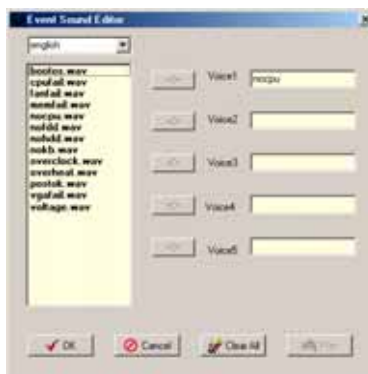 Event Sound Editor
english
bootos.wav
cpufail.wav
fanfail.wav
memfail.wav
nocpu.wav
nofdd.wav
nohdd.wav
nokb.wav
overclock.wav
overheat.wav
postok.wav
vgafail.wav
voltage.wav
Voice1
nocpu
Voice2
Voice3
Voice4
Voice5
OK
Cancel
Clear All